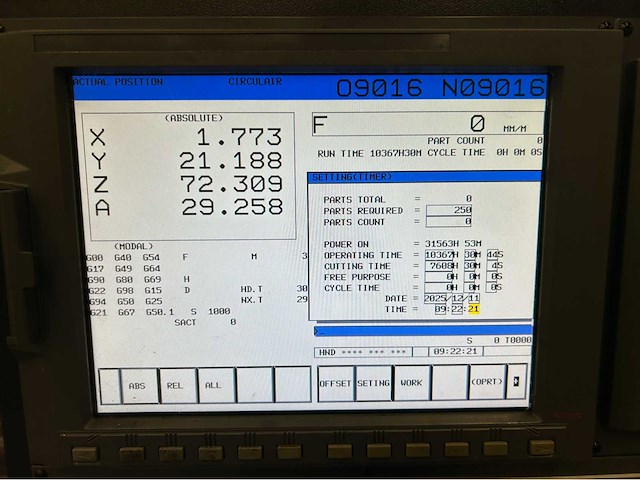 ACTUAL POSITION CIRCULAIR O9016 N09016
(ABSOLUTE)
X 1.773
Y 21.188
Z 72.309
A 29.258
F 0 MM/M
PART COUNT 0
RUN TIME 10367H30M CYCLE TIME 0H 0M 0S
SETTING(TIMER)
PARTS TOTAL = 0
PARTS REQUIRED = 250
PARTS COUNT = 0
POWER ON = 31563H 53M
OPERATING TIME = 10367H 30M 44S
CUTTING TIME = 7608H 30M 4S
FREE PURPOSE = 0H 0M 0S
CYCLE TIME = 0H 0M 0S
DATE = 2025/12/11
TIME = 09:22:21
(MODAL)
G00 G40 G54 F M 3
G17 G49 G64
G90 G80 G69 H
G22 G98 G15 D HD.T 30
G94 G50 G25 NX.T 29
G21 G67 G50.1 S 1000
SACT 0
>_
S 0 T0000
HND **** *** *** 09:22:21
ABS REL ALL OFFSET SETING WORK (OPRT)